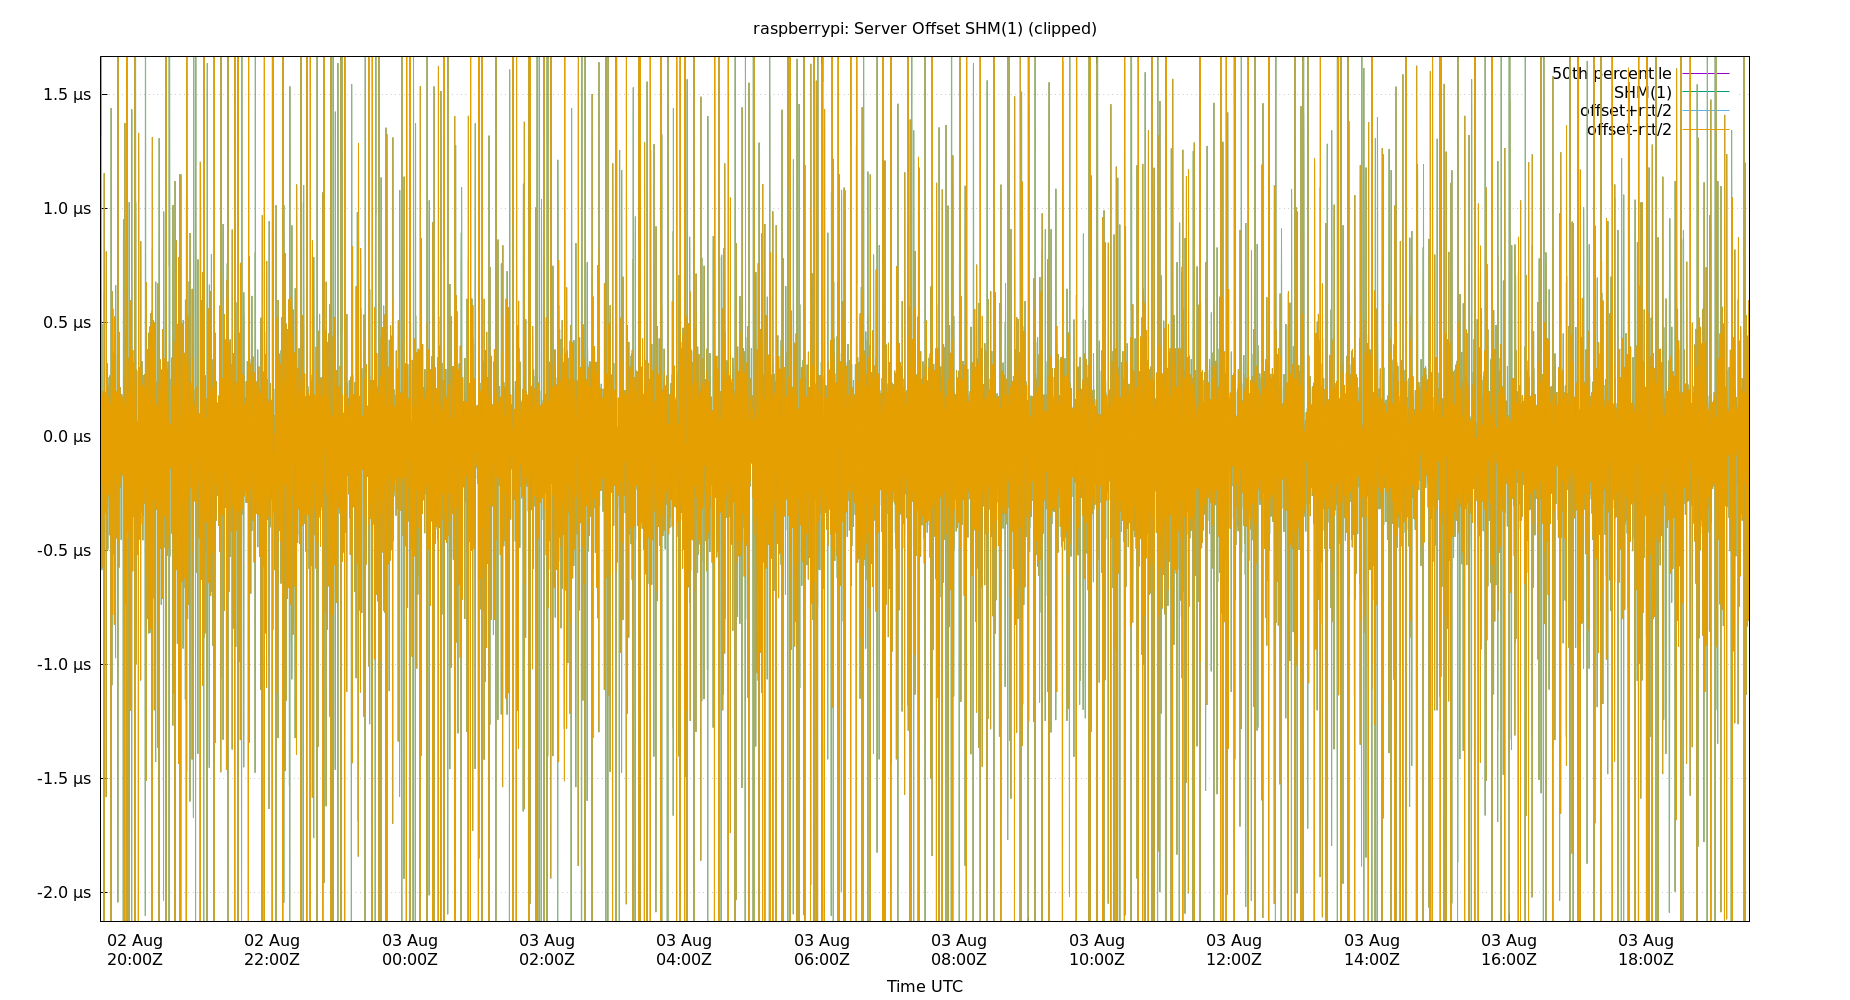 raspberrypi: Server Offset SHM(1) (clipped)
50th percentile
SHM(1)
offset+rtt/2
offset-rtt/2
1.5 µs
1.0 µs
0.5 µs
0.0 µs
-0.5 µs
-1.0 µs
-1.5 µs
-2.0 µs
02 Aug 02 Aug 03 Aug 03 Aug 03 Aug 03 Aug 03 Aug 03 Aug 03 Aug 03 Aug 03 Aug 03 Aug
20:00Z 22:00Z 00:00Z 02:00Z 04:00Z 06:00Z 08:00Z 10:00Z 12:00Z 14:00Z 16:00Z 18:00Z
Time UTC